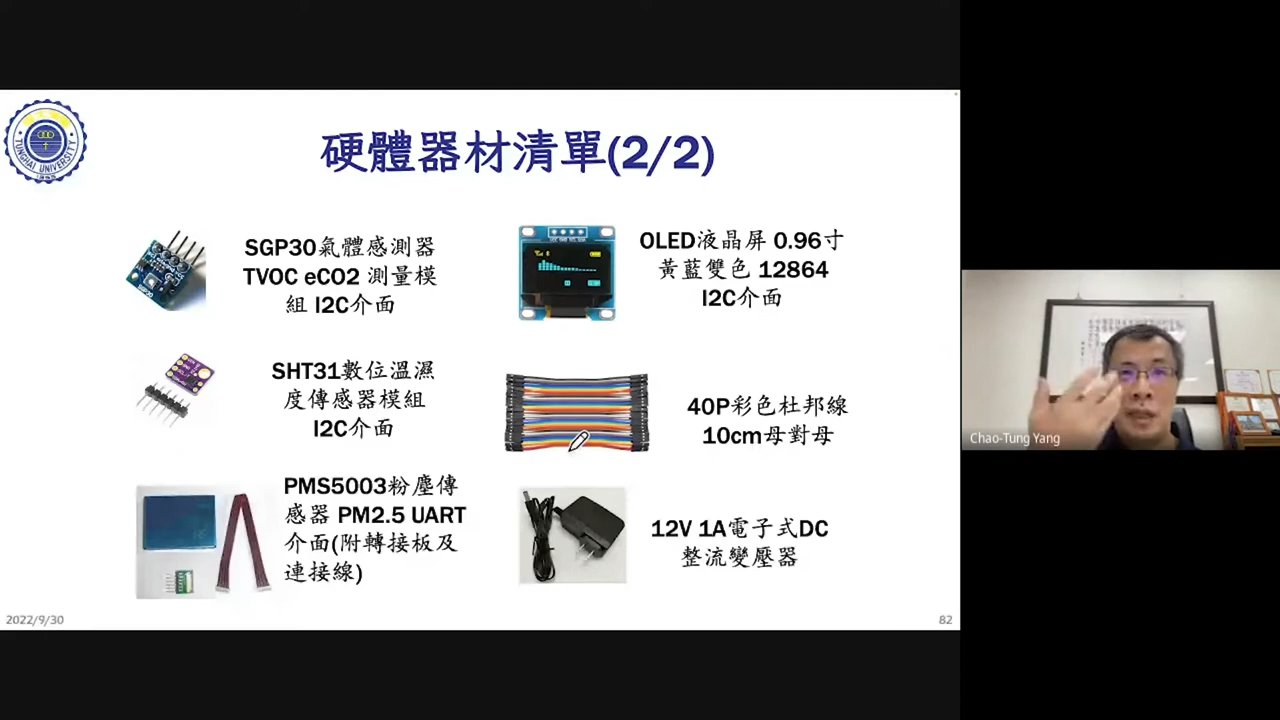 TUNGHAI UNIVERSITY
硬體器材清單(2/2)
SGP30氣體感測器
TVOC eCO2 測量模
組 I2C介面
OLED液晶屏 0.96寸
黃藍雙色 12864
I2C介面
SHT31數位溫濕
度傳感器模組
I2C介面
40P彩色杜邦線
10cm母對母
PMS5003粉塵傳
感器 PM2.5 UART
介面(附轉接板及
連接線)
12V 1A電子式DC
整流變壓器
2022/9/30
82
Chao-Tung Yang